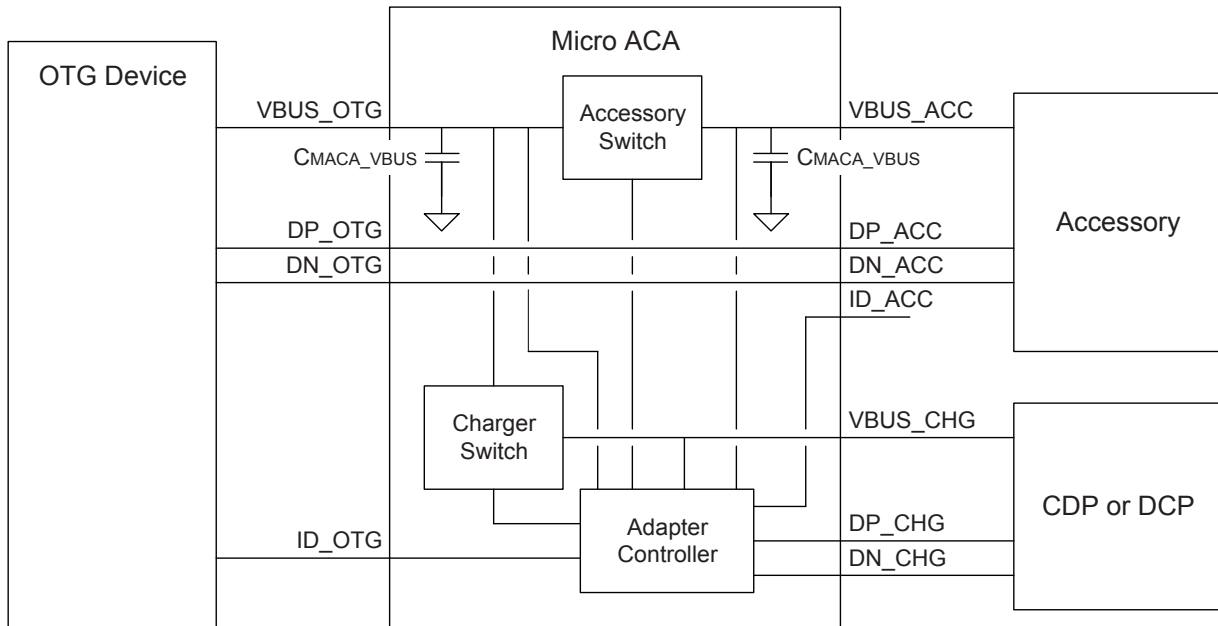 Micro ACA
OTG Device
VBUS_OTG
Accessory
Switch
VBUS_ACC
CMACA_VBUS
CMACA_VBUS
DP_OTG
DP_ACC
Accessory
DN_OTG
DN_ACC
ID_ACC
Charger
Switch
VBUS_CHG
Adapter
Controller
CDP or DCP
DP_CHG
ID_OTG
DN_CHG